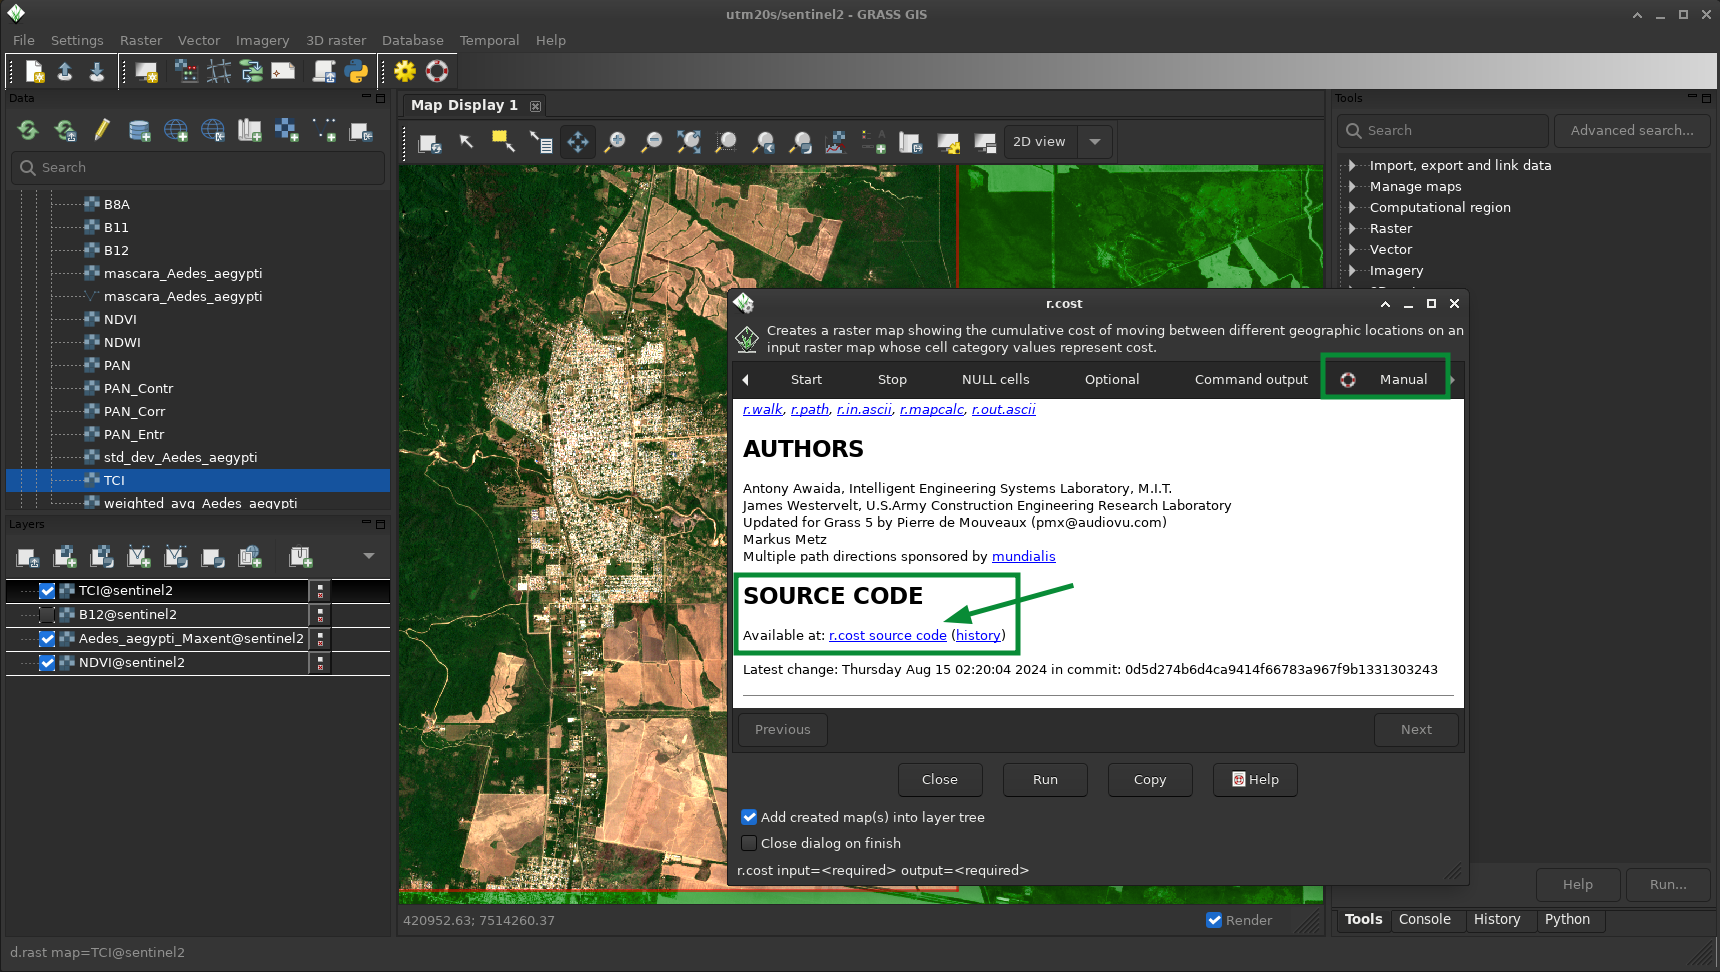 utm20s/sentinel2 - GRASS GIS
File Settings Raster Vector Imagery 3D raster Database Temporal Help
Data
Search
B8A
B11
B12
mascara_Aedes_aegypti
mascara_Aedes_aegypti
NDVI
NDWI
PAN
PAN_Contr
PAN_Corr
PAN_Entr
std_dev_Aedes_aegypti
TCI
weighted_avg_Aedes_aegypti
Layers
TCI@sentinel2
B12@sentinel2
Aedes_aegypti_Maxent@sentinel2
NDVI@sentinel2
Map Display 1
2D view
r.cost
Creates a raster map showing the cumulative cost of moving between different geographic locations on an
input raster map whose cell category values represent cost.
Start Stop NULL cells Optional Command output Manual
r.walk, r.path, r.in.ascii, r.mapcalc, r.out.ascii
AUTHORS
Antony Awaida, Intelligent Engineering Systems Laboratory, M.I.T.
James Westervelt, U.S.Army Construction Engineering Research Laboratory
Updated for Grass 5 by Pierre de Mouveaux (pmx@audiovu.com)
Markus Metz
Multiple path directions sponsored by mundialis
SOURCE CODE
Available at: r.cost source code (history)
Latest change: Thursday Aug 15 02:20:04 2024 in commit: 0d5d274b6d4ca9414f66783a967f9b1331303243
Previous Next
Close Run Copy Help
Add created map(s) into layer tree
Close dialog on finish
r.cost input=<required> output=<required>
420952.63; 7514260.37
Render
Tools
Search Advanced search...
Import, export and link data
Manage maps
Computational region
Raster
Vector
Imagery
Help Run...
Tools Console History Python
d.rast map=TCI@sentinel2